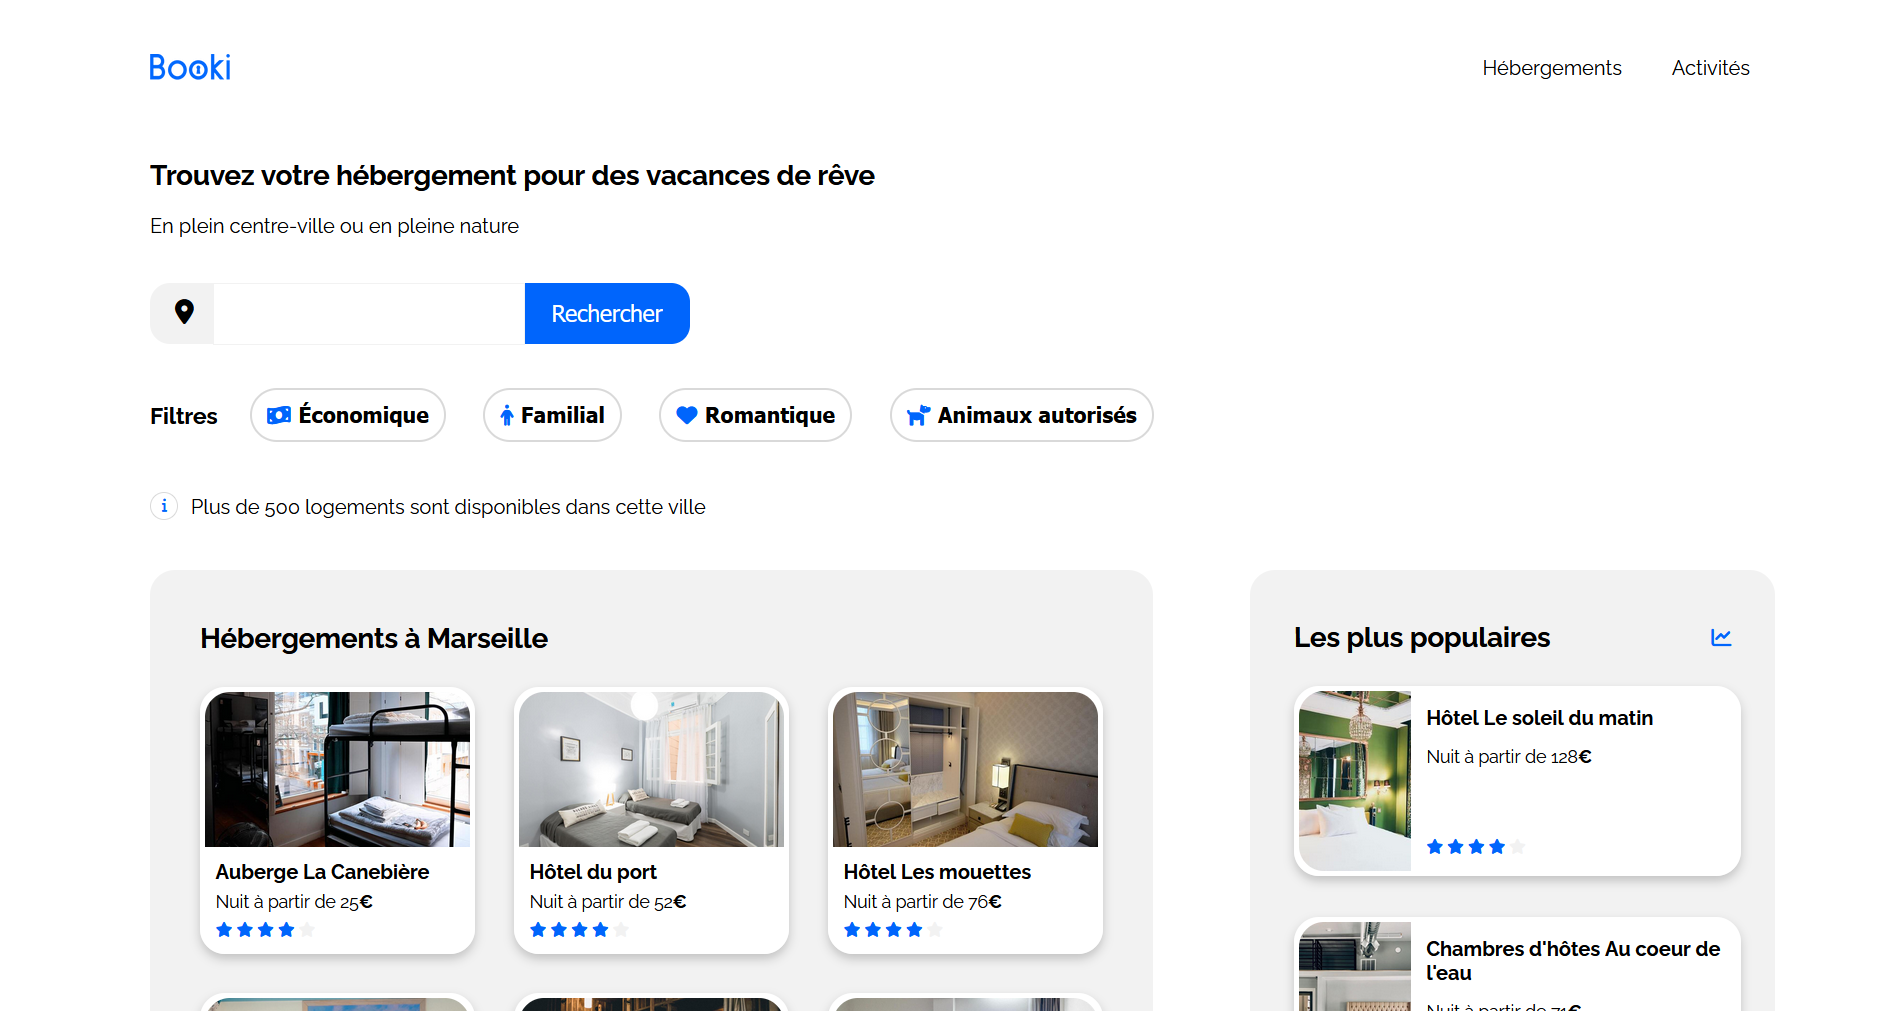 Booki
Hébergements
Activités
Trouvez votre hébergement pour des vacances de rêve
En plein centre-ville ou en pleine nature
Rechercher
Filtres
Économique
Familial
Romantique
Animaux autorisés
Plus de 500 logements sont disponibles dans cette ville
Hébergements à Marseille
Auberge La Canebière
Nuit à partir de 25€
Hôtel du port
Nuit à partir de 52€
Hôtel Les mouettes
Nuit à partir de 76€
Les plus populaires
Hôtel Le soleil du matin
Nuit à partir de 128€
Chambres d'hôtes Au coeur de
l'eau
Nuit à partir de 71€